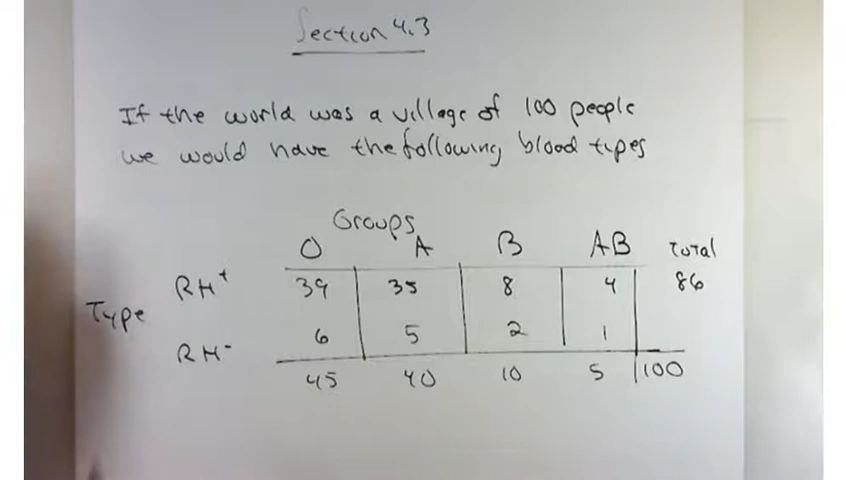 Section 4.3
If the world was a village of 100 people
we would have the following blood types
Groups
O A B AB Total
RH+ 39 35 8 4 86
Type
RH- 6 5 2 1
45 40 10 5 100